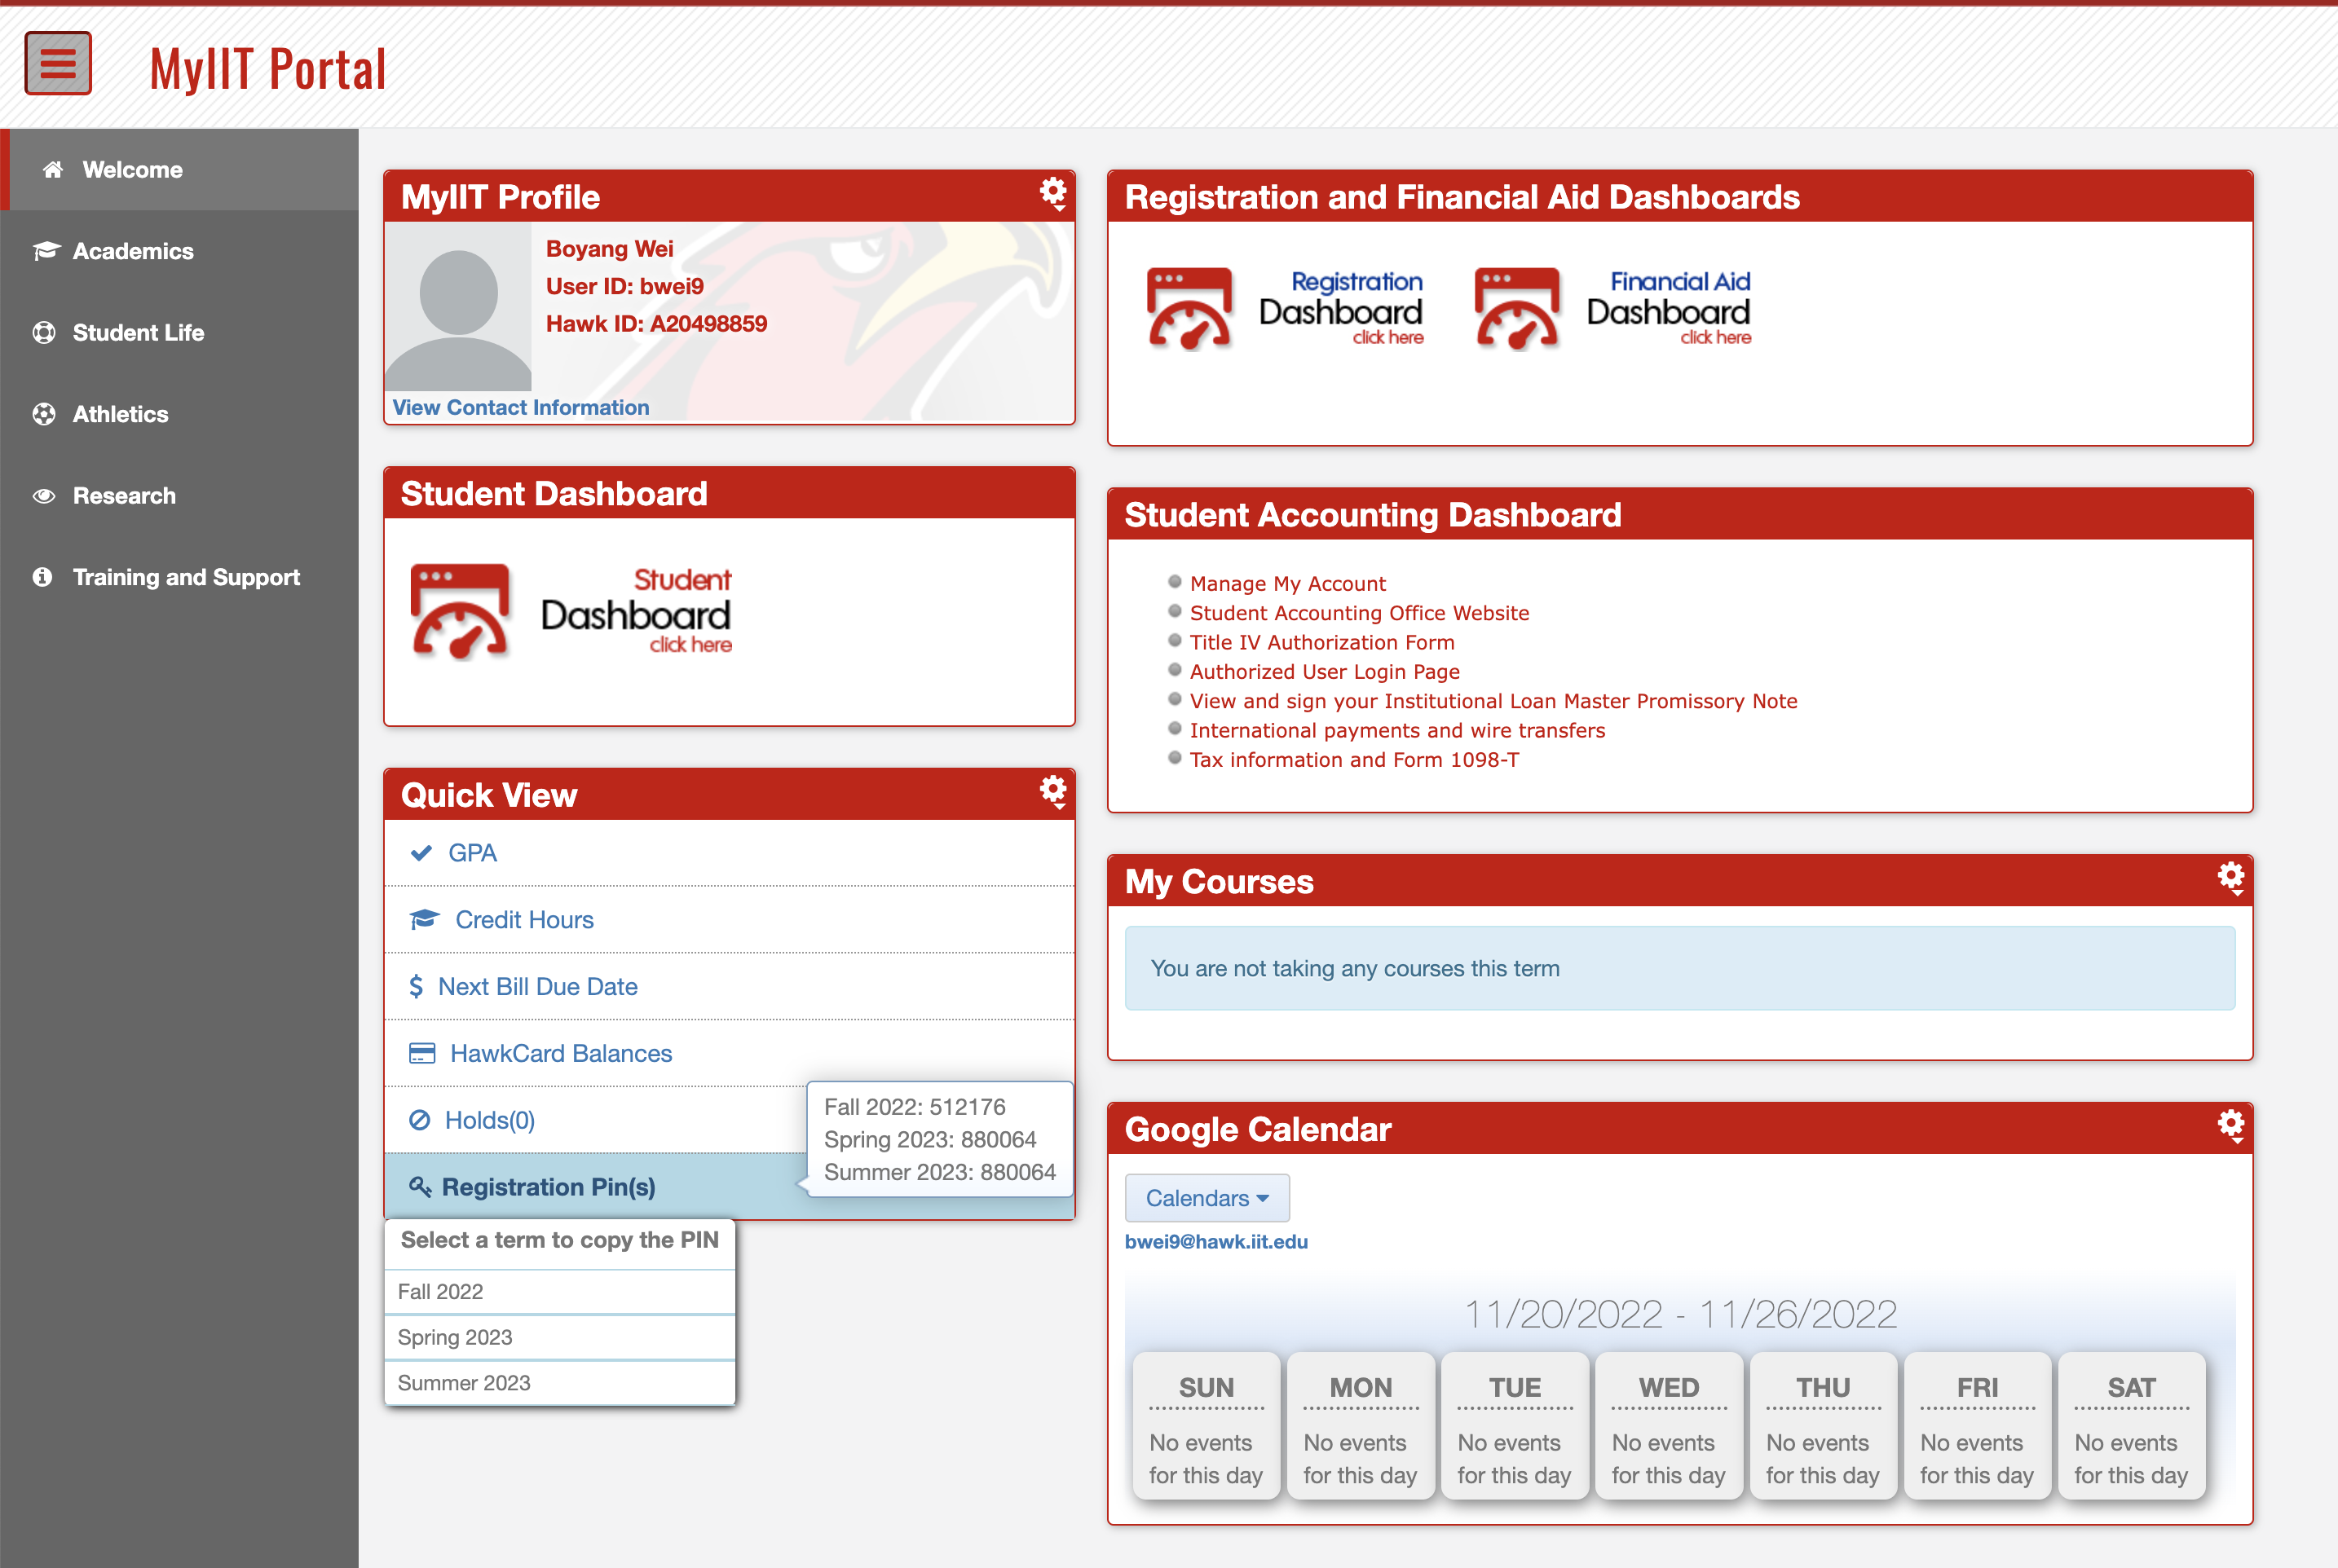 MyIIT Portal
Welcome
Academics
Student Life
Athletics
Research
Training and Support
MyIIT Profile
Boyang Wei
User ID: bwei9
Hawk ID: A20498859
View Contact Information
Student Dashboard
Student
Dashboard
click here
Quick View
GPA
Credit Hours
Next Bill Due Date
HawkCard Balances
Holds(0)
Registration Pin(s)
Fall 2022: 512176
Spring 2023: 880064
Summer 2023: 880064
Select a term to copy the PIN
Fall 2022
Spring 2023
Summer 2023
Registration and Financial Aid Dashboards
Registration
Dashboard
click here
Financial Aid
Dashboard
click here
Student Accounting Dashboard
Manage My Account
Student Accounting Office Website
Title IV Authorization Form
Authorized User Login Page
View and sign your Institutional Loan Master Promissory Note
International payments and wire transfers
Tax information and Form 1098-T
My Courses
You are not taking any courses this term
Google Calendar
Calendars
bwei9@hawk.iit.edu
11/20/2022 - 11/26/2022
SUN
No events
for this day
MON
No events
for this day
TUE
No events
for this day
WED
No events
for this day
THU
No events
for this day
FRI
No events
for this day
SAT
No events
for this day